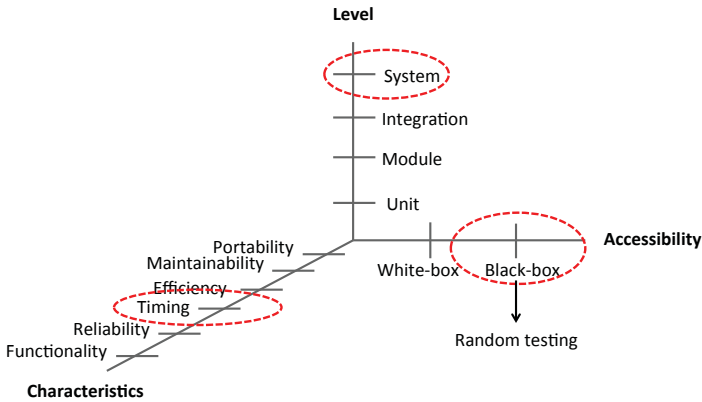 Level
System
Integration
Module
Unit
Accessibility
White-box
Black-box
Random testing
Portability
Maintainability
Efficiency
Timing
Reliability
Functionality
Characteristics